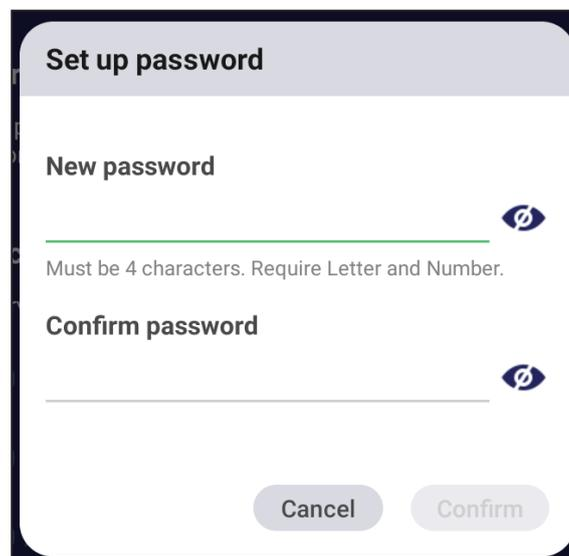 Set up password
New password
Must be 4 characters. Require Letter and Number.
Confirm password
Cancel Confirm